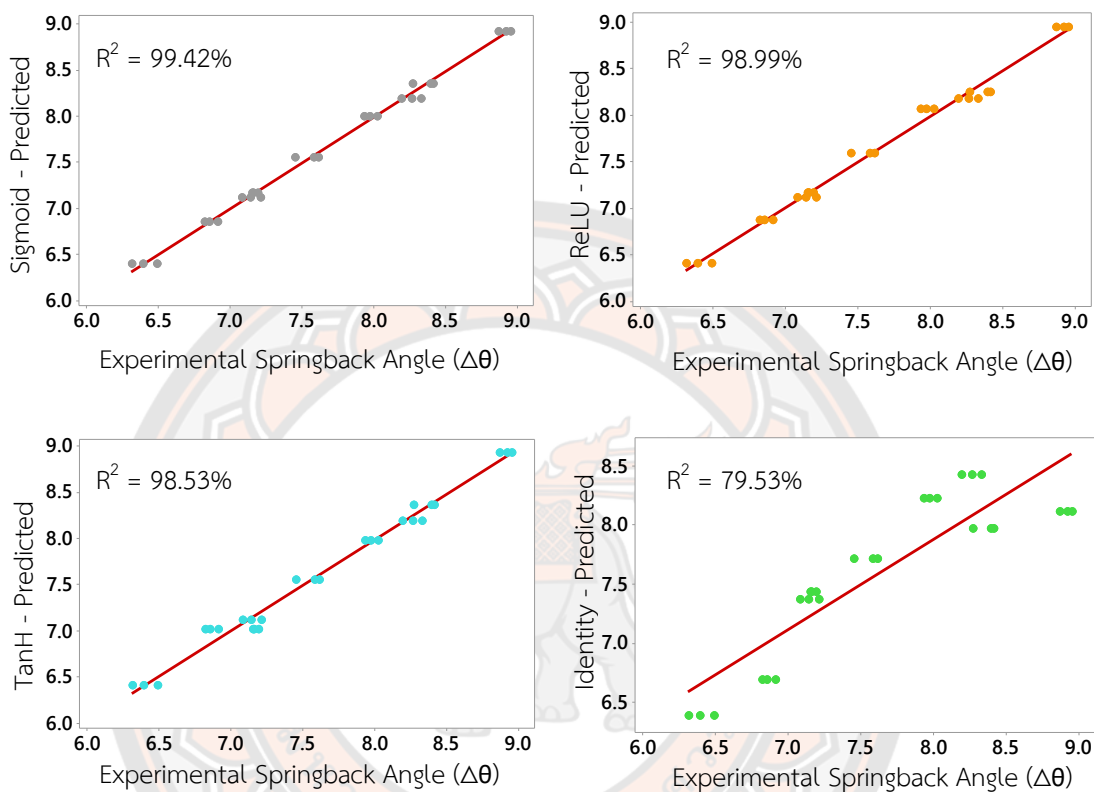 Sigmoid - Predicted
9.0
8.5
8.0
7.5
7.0
6.5
6.0
R² = 99.42%
6.0 6.5 7.0 7.5 8.0 8.5 9.0
Experimental Springback Angle (Δθ)
ReLU - Predicted
9.0
8.5
8.0
7.5
7.0
6.5
6.0
R² = 98.99%
6.0 6.5 7.0 7.5 8.0 8.5 9.0
Experimental Springback Angle (Δθ)
TanH - Predicted
9.0
8.5
8.0
7.5
7.0
6.5
6.0
R² = 98.53%
6.0 6.5 7.0 7.5 8.0 8.5 9.0
Experimental Springback Angle (Δθ)
Identity - Predicted
8.5
8.0
7.5
7.0
6.5
R² = 79.53%
6.0 6.5 7.0 7.5 8.0 8.5 9.0
Experimental Springback Angle (Δθ)